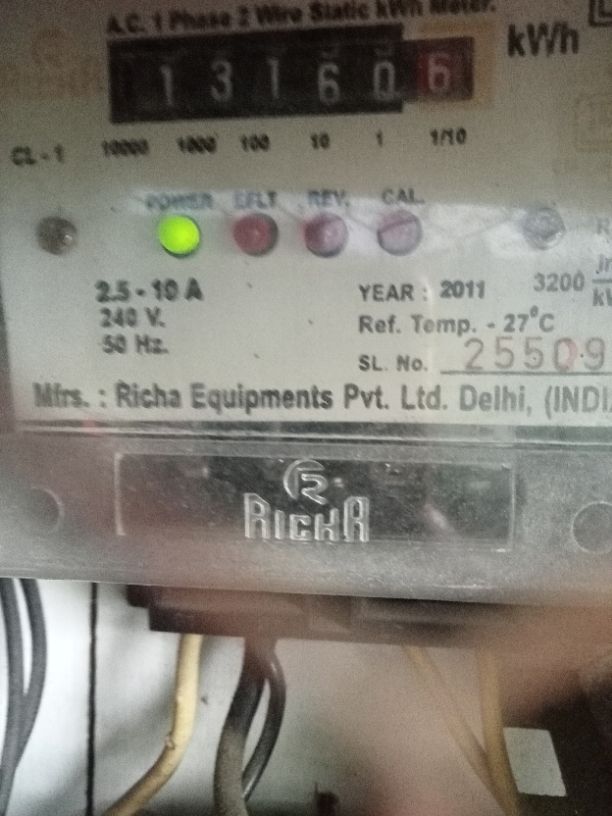 A.C. 1 Phase 2 Wire Static kWh Meter.
1 3 1 6 0 6 kWh
CL - 1 10000 1000 100 10 1 1/10
POWER EFLT REV. CAL.
2.5 - 10 A
240 V.
50 Hz.
YEAR : 2011 3200
Ref. Temp. - 27°C
SL. No. 25509
Mfrs. : Richa Equipments Pvt. Ltd. Delhi, (INDI
RICHA